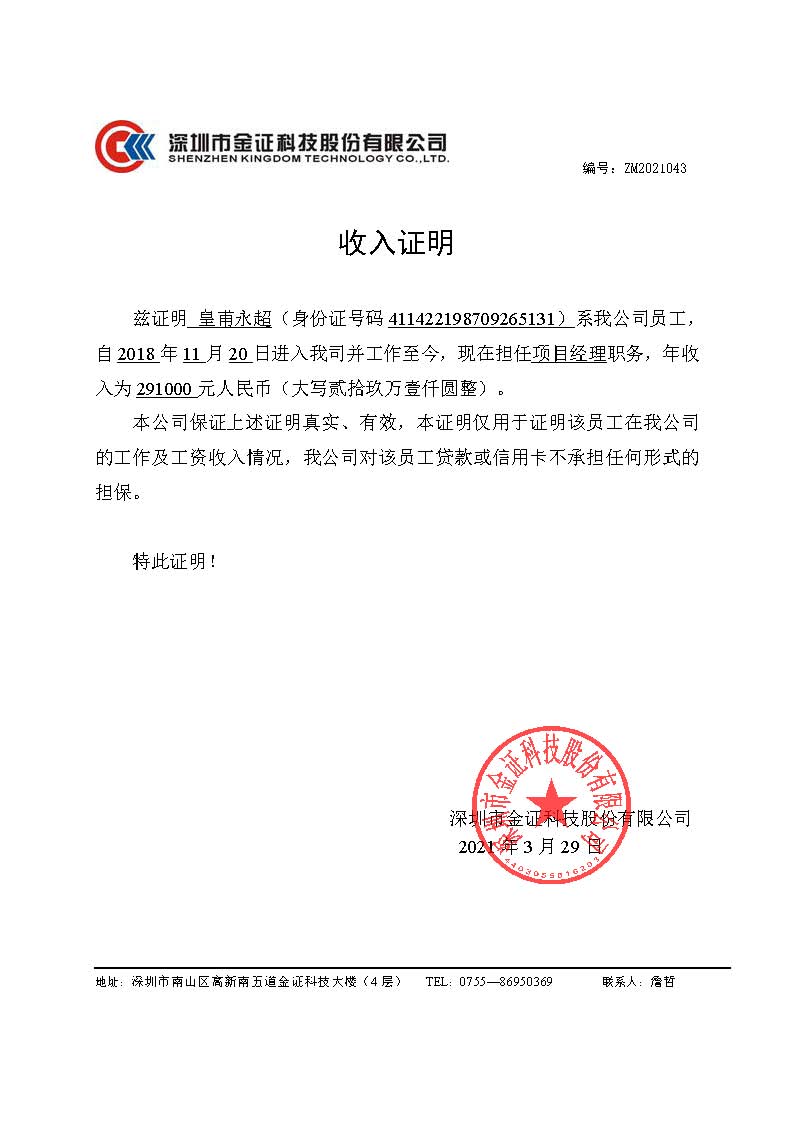 深圳市金证科技股份有限公司
SHENZHEN KINGDOM TECHNOLOGY CO.,LTD.
编号：ZM2021043
收入证明
兹证明 皇甫永超（身份证号码 411422198709265131）系我公司员工，
自 2018 年 11 月 20 日进入我司并工作至今，现在担任项目经理职务，年收
入为 291000 元人民币（大写贰拾玖万壹仟圆整）。
本公司保证上述证明真实、有效，本证明仅用于证明该员工在我公司
的工作及工资收入情况，我公司对该员工贷款或信用卡不承担任何形式的
担保。
特此证明！
深圳市金证科技股份有限公司
深圳市金证科技股份有限公司
2021 年 3 月 29 日
地址：深圳市南山区高新南五道金证科技大楼（4 层） TEL：0755—86950369 联系人：詹哲